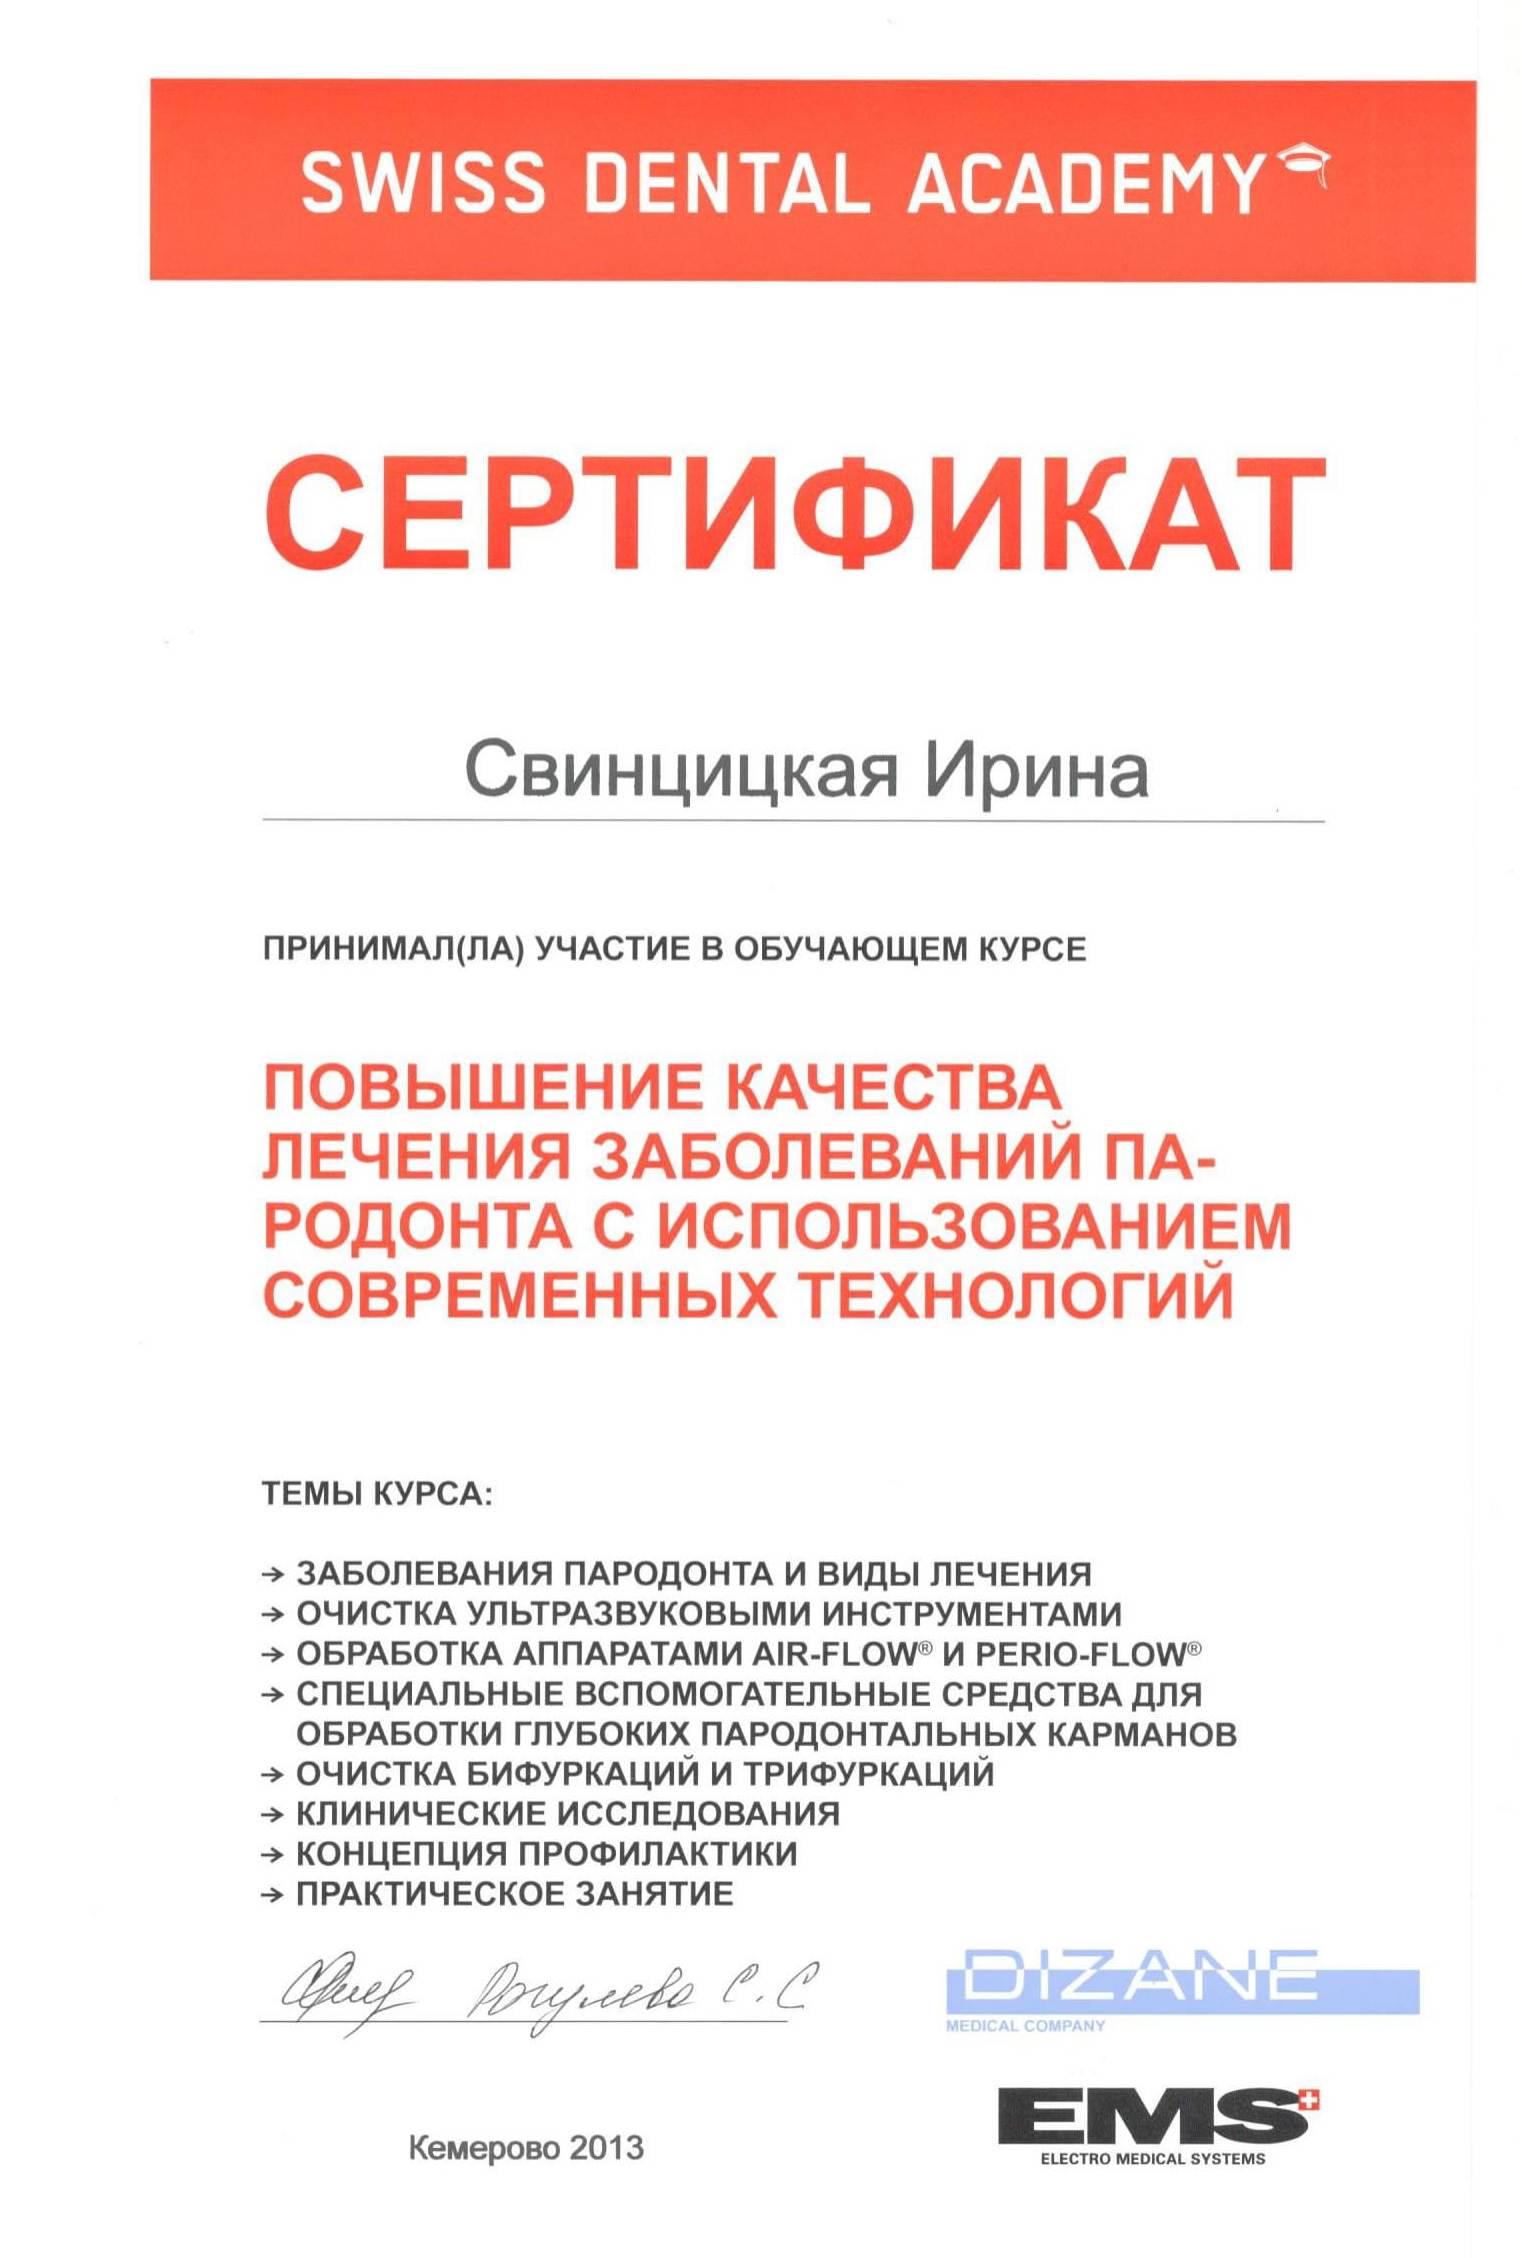 SWISS DENTAL ACADEMY
СЕРТИФИКАТ
Свинцицкая Ирина
ПРИНИМАЛ(ЛА) УЧАСТИЕ В ОБУЧАЮЩЕМ КУРСЕ
ПОВЫШЕНИЕ КАЧЕСТВА
ЛЕЧЕНИЯ ЗАБОЛЕВАНИЙ ПА-
РОДОНТА С ИСПОЛЬЗОВАНИЕМ
СОВРЕМЕННЫХ ТЕХНОЛОГИЙ
ТЕМЫ КУРСА:
→ ЗАБОЛЕВАНИЯ ПАРОДОНТА И ВИДЫ ЛЕЧЕНИЯ
→ ОЧИСТКА УЛЬТРАЗВУКОВЫМИ ИНСТРУМЕНТАМИ
→ ОБРАБОТКА АППАРАТАМИ AIR-FLOW® И PERIO-FLOW®
→ СПЕЦИАЛЬНЫЕ ВСПОМОГАТЕЛЬНЫЕ СРЕДСТВА ДЛЯ
ОБРАБОТКИ ГЛУБОКИХ ПАРОДОНТАЛЬНЫХ КАРМАНОВ
→ ОЧИСТКА БИФУРКАЦИЙ И ТРИФУРКАЦИЙ
→ КЛИНИЧЕСКИЕ ИССЛЕДОВАНИЯ
→ КОНЦЕПЦИЯ ПРОФИЛАКТИКИ
→ ПРАКТИЧЕСКОЕ ЗАНЯТИЕ
Рогулева С.С
DIZANE
MEDICAL COMPANY
EMS
ELECTRO MEDICAL SYSTEMS
Кемерово 2013